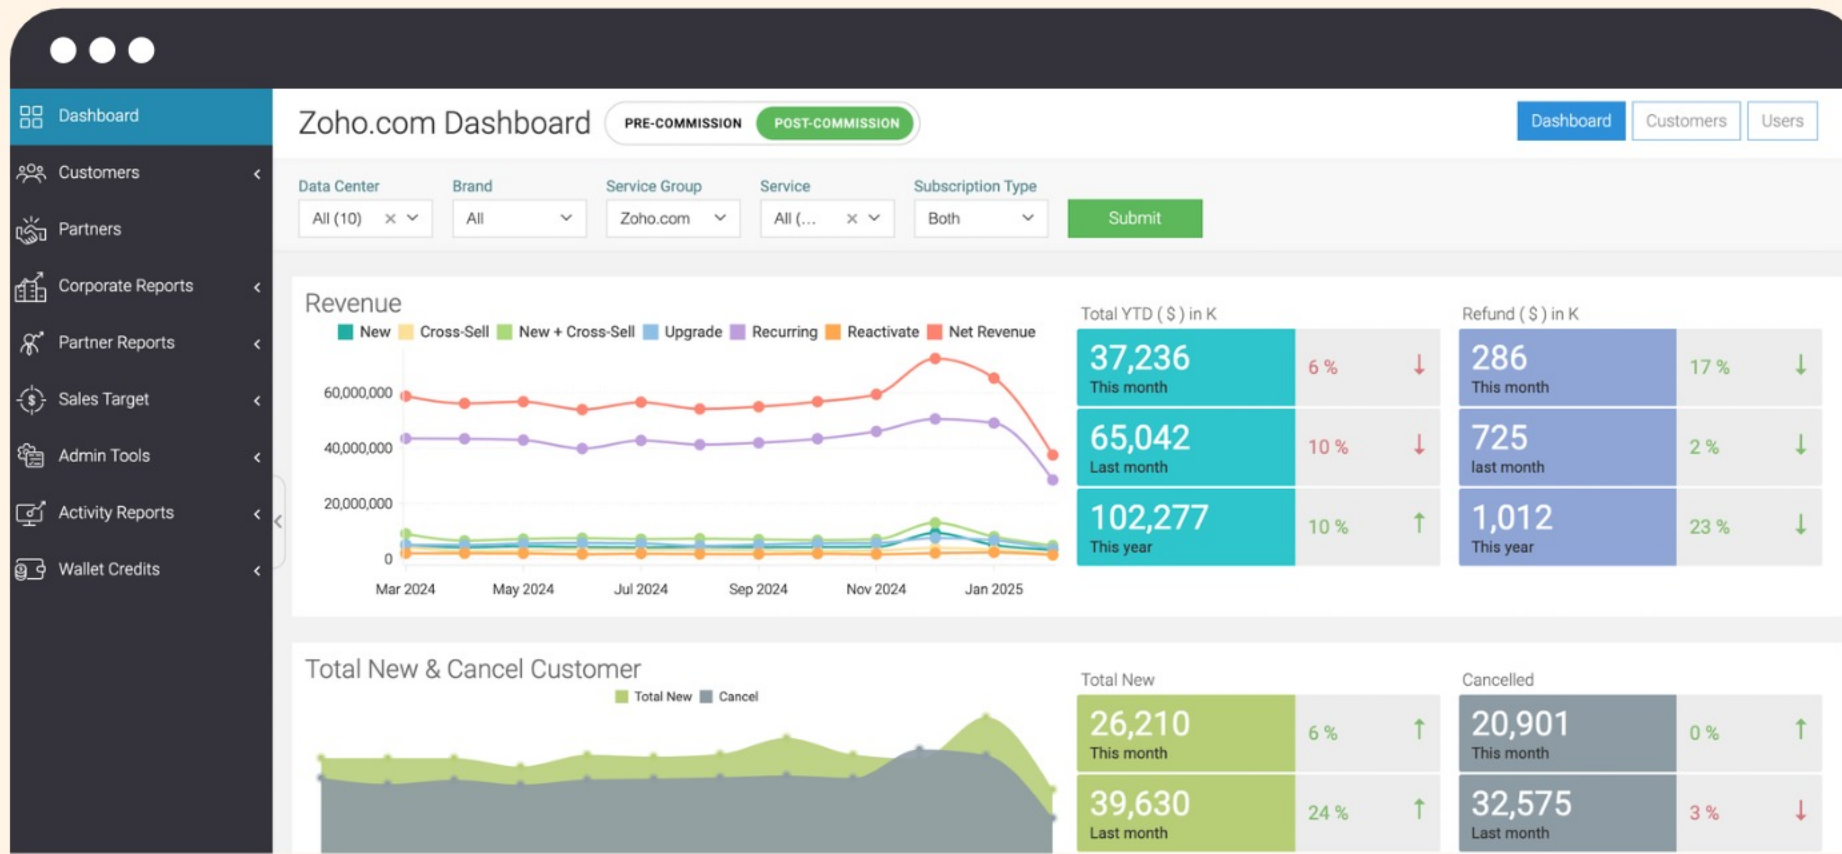 Dashboard
Customers
Partners
Corporate Reports
Partner Reports
Sales Target
Admin Tools
Activity Reports
Wallet Credits
Zoho.com Dashboard
PRE-COMMISSION POST-COMMISSION
Dashboard Customers Users
Data Center Brand Service Group Service Subscription Type
All (10) All Zoho.com All (... Both Submit
Revenue
New Cross-Sell New + Cross-Sell Upgrade Recurring Reactivate Net Revenue
60,000,000
40,000,000
20,000,000
0
Mar 2024 May 2024 Jul 2024 Sep 2024 Nov 2024 Jan 2025
Total YTD ( $ ) in K
37,236
This month
6 %
65,042
Last month
10 %
102,277
This year
10 %
Refund ( $ ) in K
286
This month
17 %
725
last month
2 %
1,012
This year
23 %
Total New & Cancel Customer
Total New Cancel
Total New
26,210
This month
6 %
39,630
Last month
24 %
Cancelled
20,901
This month
0 %
32,575
Last month
3 %